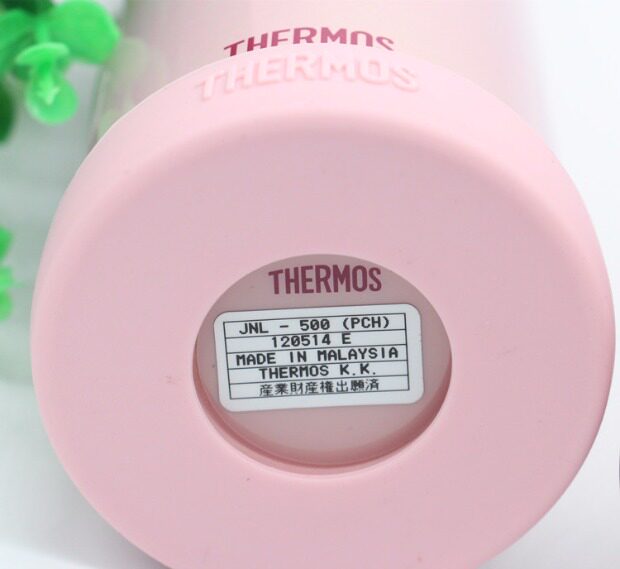 THERMOS
THERMOS
THERMOS
JNL - 500 (PCH)
120514 E
MADE IN MALAYSIA
THERMOS K.K.
産業財産権出願済